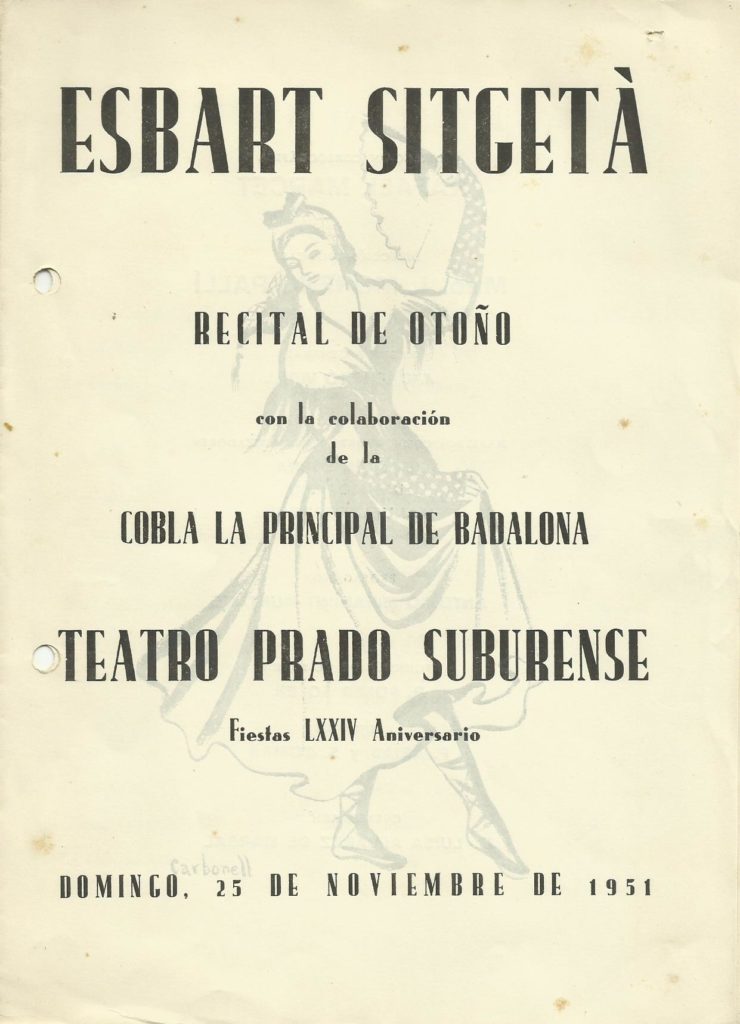 ESBART SITGETÀ
RECITAL DE OTOÑO
con la colaboración
de la
COBLA LA PRINCIPAL DE BADALONA
TEATRO PRADO SUBURENSE
Fiestas LXXIV Aniversario
Carbonell
DOMINGO, 25 DE NOVIEMBRE DE 1951